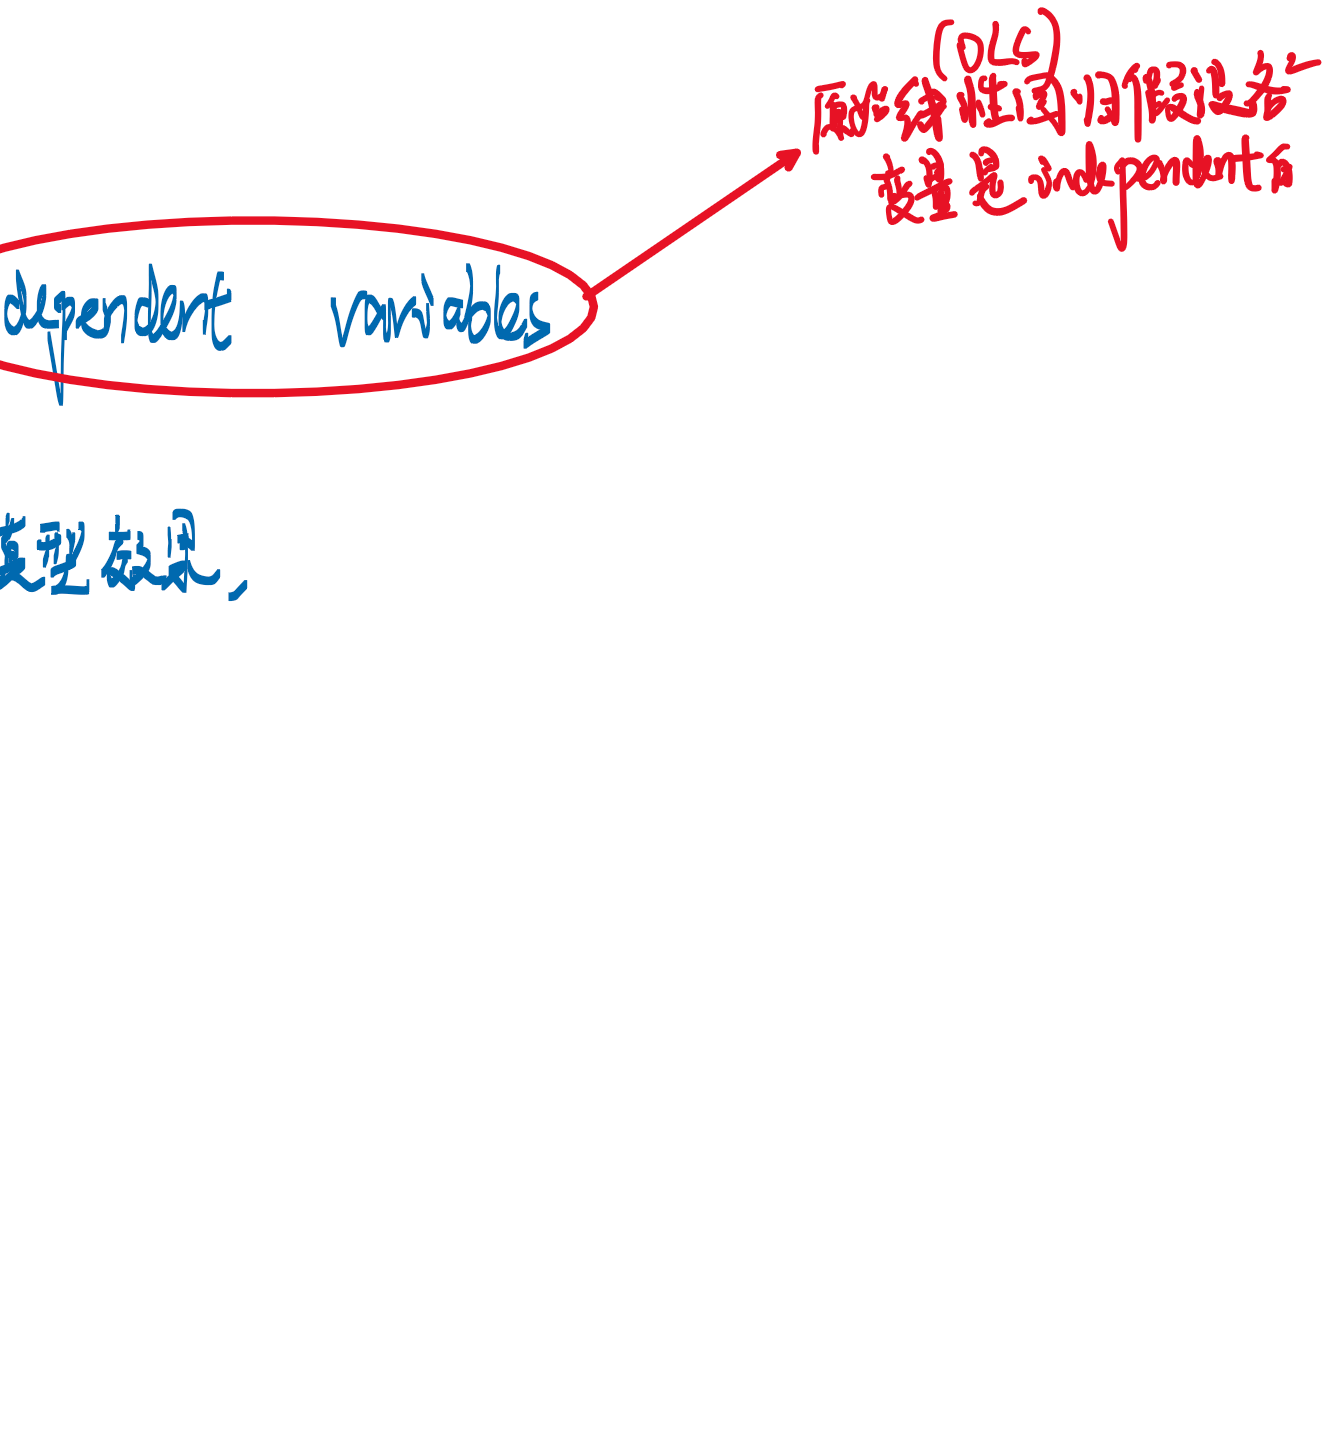 (OLS)
原始线性回归假设各
变量是 independent 的
dependent variables
模型效果,